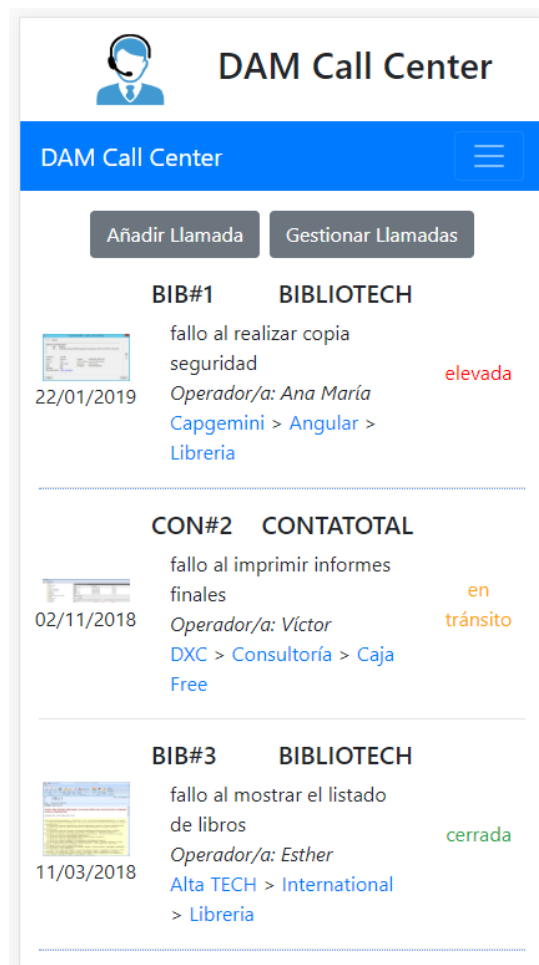 DAM Call Center
DAM Call Center
Añadir Llamada Gestionar Llamadas
BIB#1 BIBLIOTECH
fallo al realizar copia
seguridad
22/01/2019
Operador/a: Ana María
elevada
Capgemini > Angular >
Libreria
CON#2 CONTATOTAL
fallo al imprimir informes
finales
02/11/2018
Operador/a: Víctor
en
tránsito
DXC > Consultoría > Caja
Free
BIB#3 BIBLIOTECH
fallo al mostrar el listado
de libros
11/03/2018
Operador/a: Esther
cerrada
Alta TECH > International
> Libreria